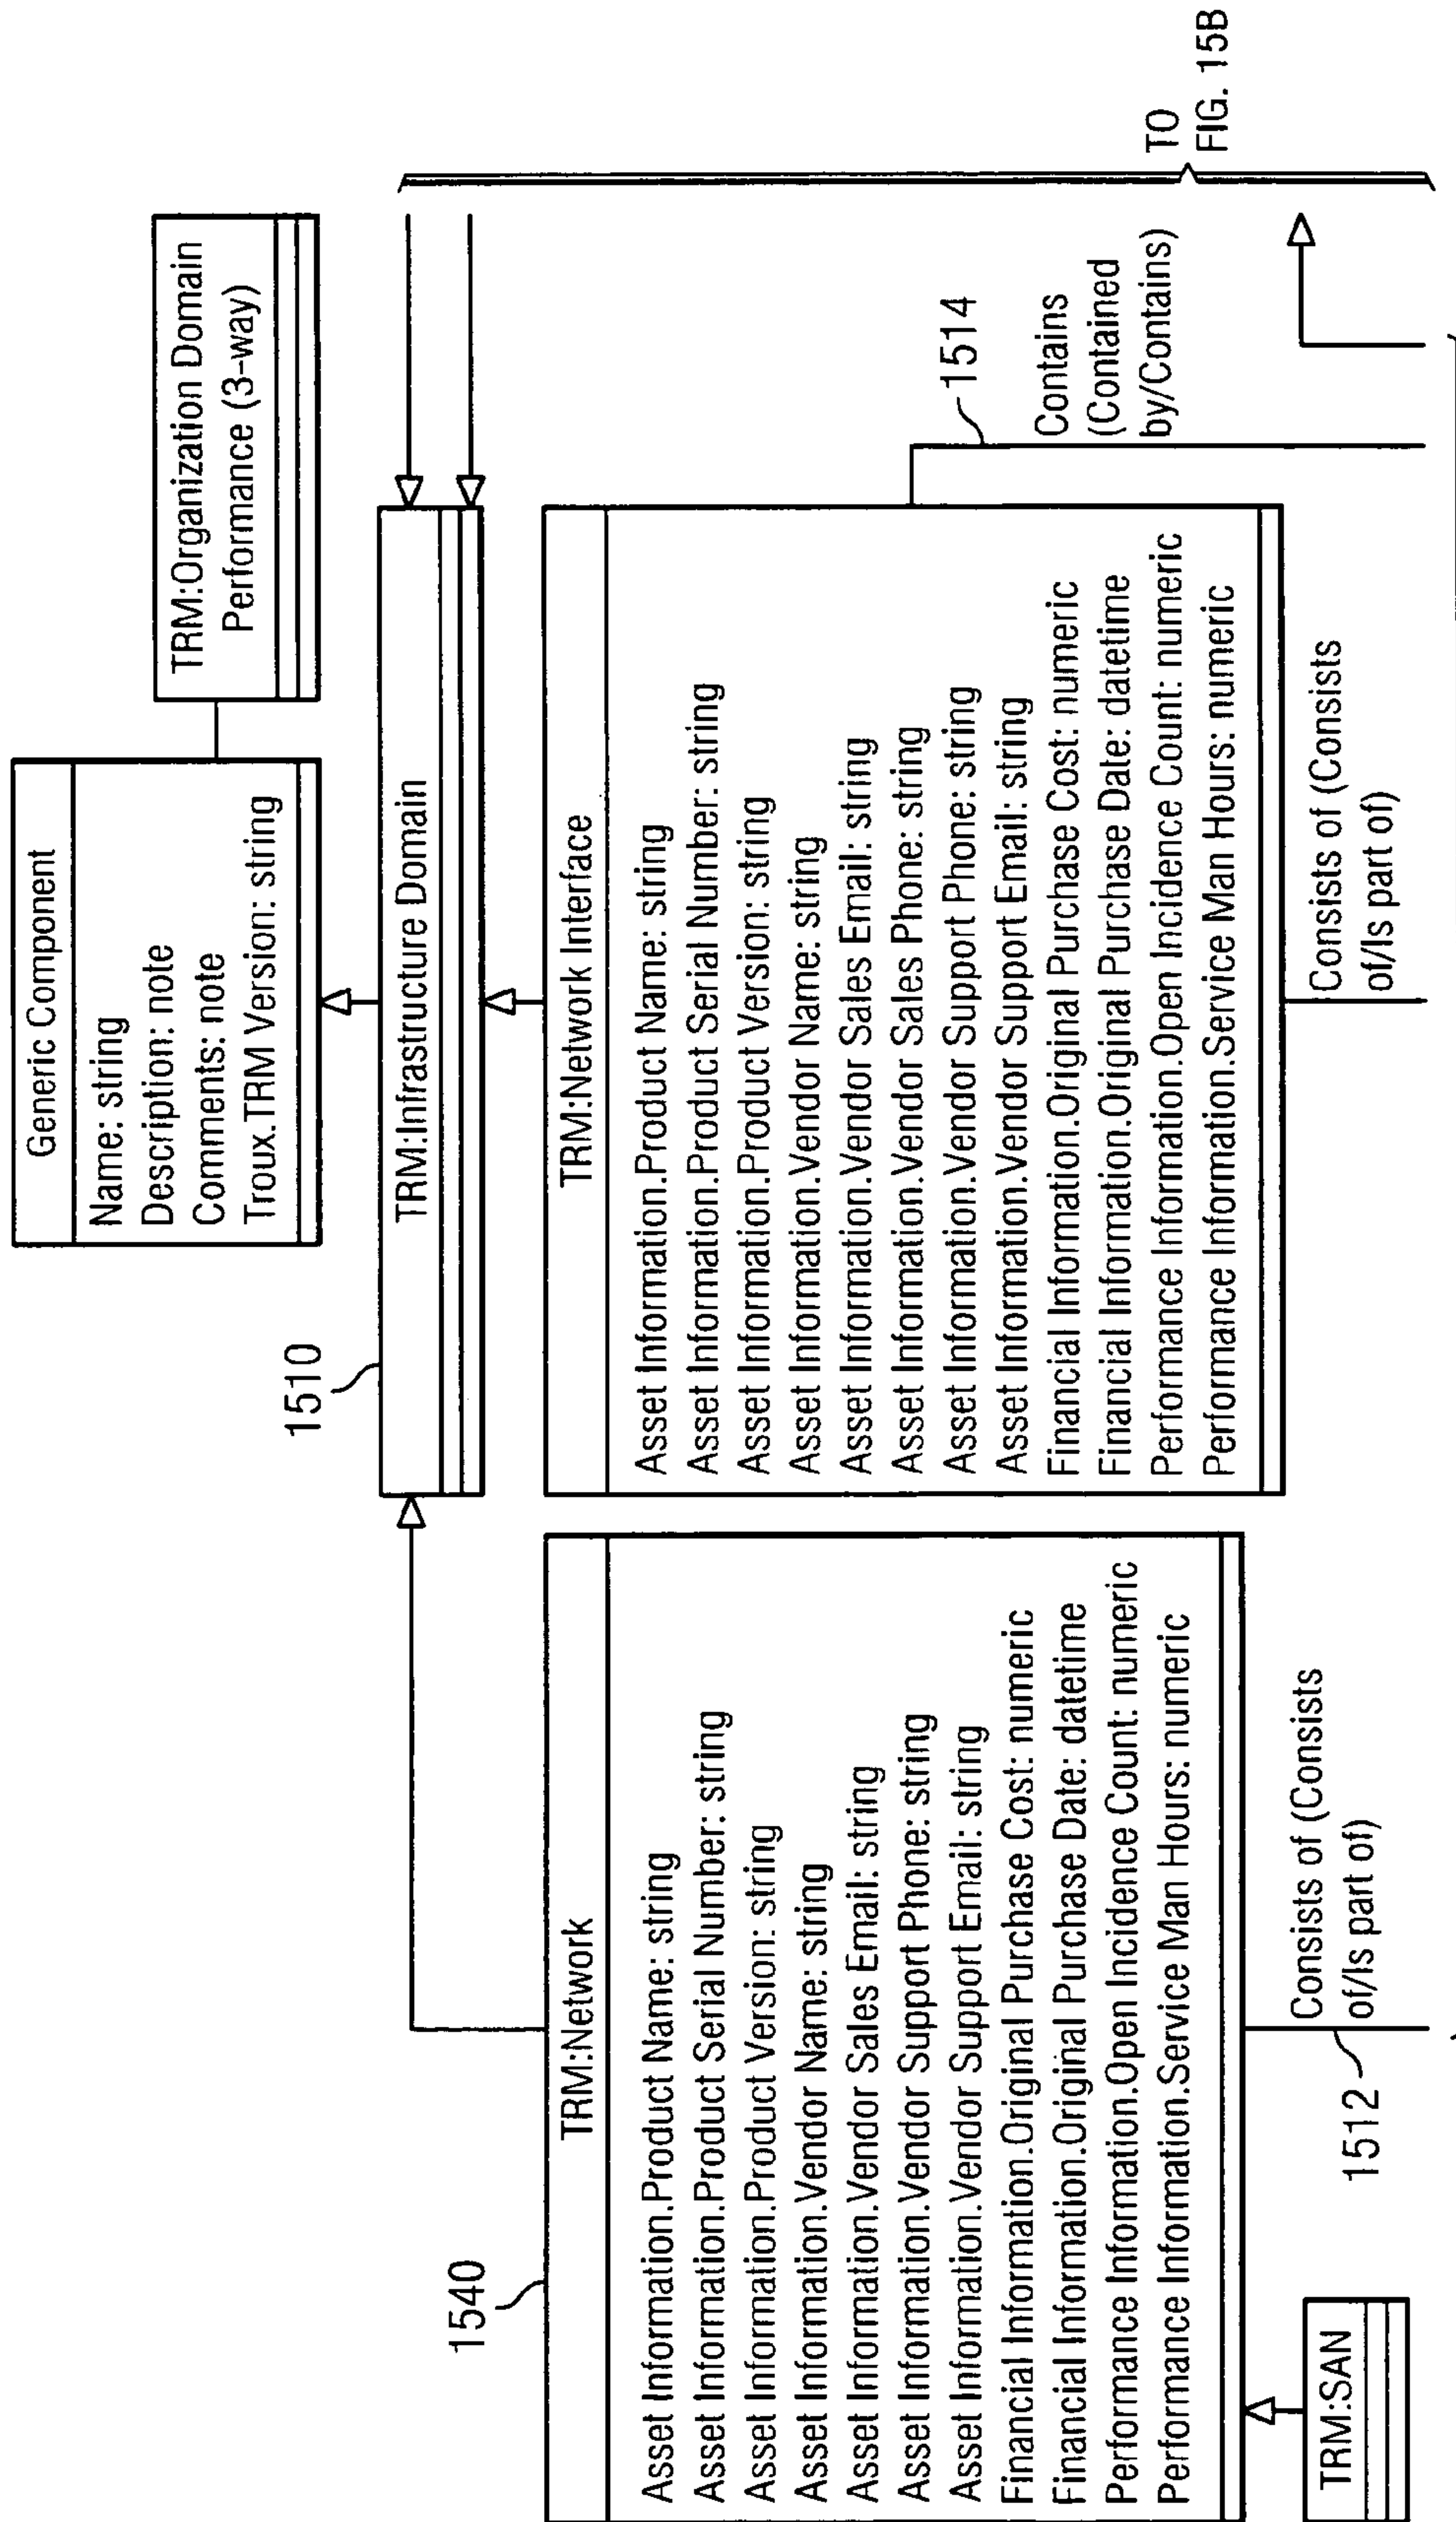 Generic Component
Name: string
Description: note
Comments: note
Troux.TRM Version: string
TRM:Organization Domain
Performance (3-way)
1510
TRM:Infrastructure Domain
1540
TRM:Network
Asset Information.Product Name: string
Asset Information.Product Serial Number: string
Asset Information.Product Version: string
Asset Information.Vendor Name: string
Asset Information.Vendor Sales Email: string
Asset Information.Vendor Support Phone: string
Asset Information.Vendor Support Email: string
Financial Information.Original Purchase Cost: numeric
Financial Information.Original Purchase Date: datetime
Performance Information.Open Incidence Count: numeric
Performance Information.Service Man Hours: numeric
TRM:Network Interface
Asset Information.Product Name: string
Asset Information.Product Serial Number: string
Asset Information.Product Version: string
Asset Information.Vendor Name: string
Asset Information.Vendor Sales Email: string
Asset Information.Vendor Sales Phone: string
Asset Information.Vendor Support Phone: string
Asset Information.Vendor Support Email: string
Financial Information.Original Purchase Cost: numeric
Financial Information.Original Purchase Date: datetime
Performance Information.Open Incidence Count: numeric
Performance Information.Service Man Hours: numeric
1514
Contains
(Contained
by/Contains)
TO
FIG. 15B
TRM:SAN
1512
Consists of (Consists
of/Is part of)
Consists of (Consists
of/Is part of)